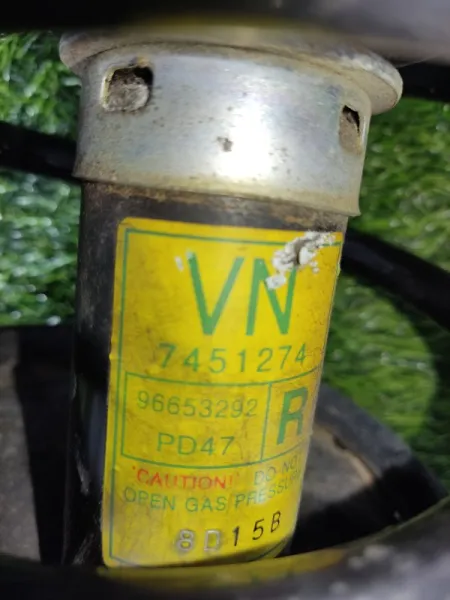 VN
7451274
96653292
R
PD47
'CAUTION!' DO NOT
OPEN GAS PRESSURE
8D15B